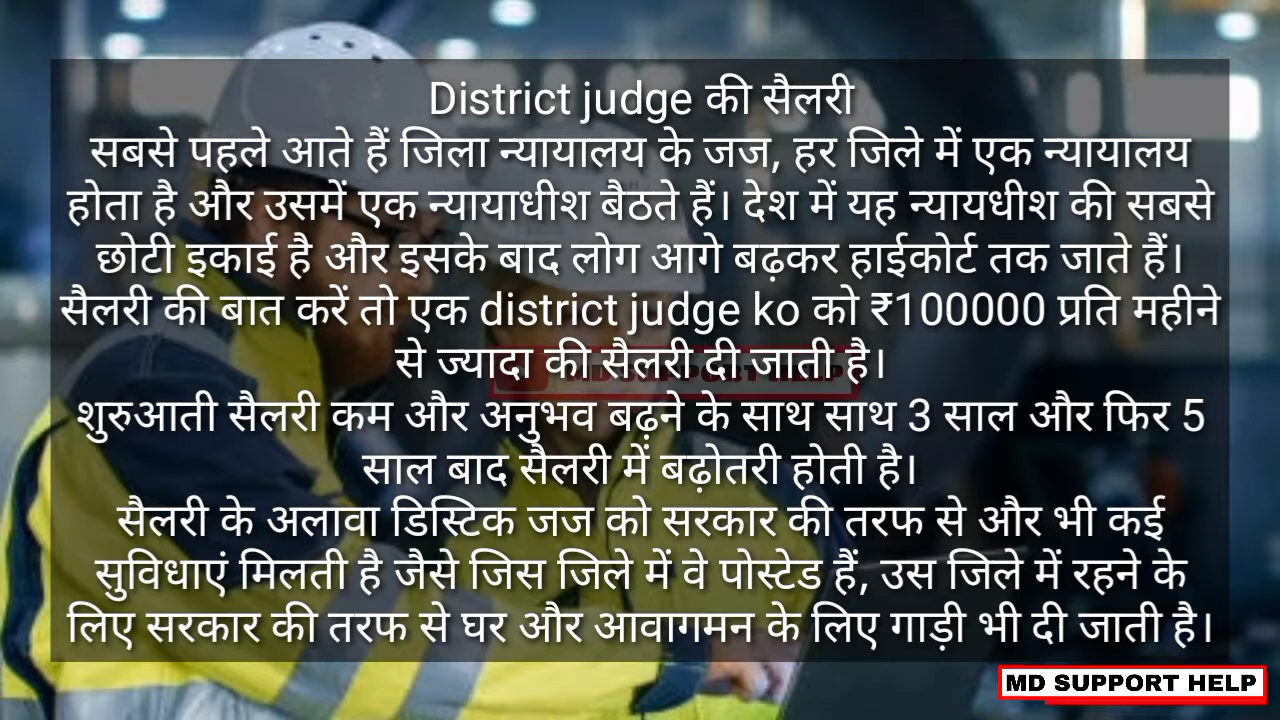 District judge की सैलरी
सबसे पहले आते हैं जिला न्यायालय के जज, हर जिले में एक न्यायालय
होता है और उसमें एक न्यायाधीश बैठते हैं। देश में यह न्यायधीश की सबसे
छोटी इकाई है और इसके बाद लोग आगे बढ़कर हाईकोर्ट तक जाते हैं।
सैलरी की बात करें तो एक district judge ko को ₹100000 प्रति महीने
से ज्यादा की सैलरी दी जाती है।
MD SUPPORT HELP
शुरुआती सैलरी कम और अनुभव बढ़ने के साथ साथ 3 साल और फिर 5
साल बाद सैलरी में बढ़ोतरी होती है।
सैलरी के अलावा डिस्टिक जज को सरकार की तरफ से और भी कई
सुविधाएं मिलती है जैसे जिस जिले में वे पोस्टेड हैं, उस जिले में रहने के
लिए सरकार की तरफ से घर और आवागमन के लिए गाड़ी भी दी जाती है।
MD SUPPORT HELP